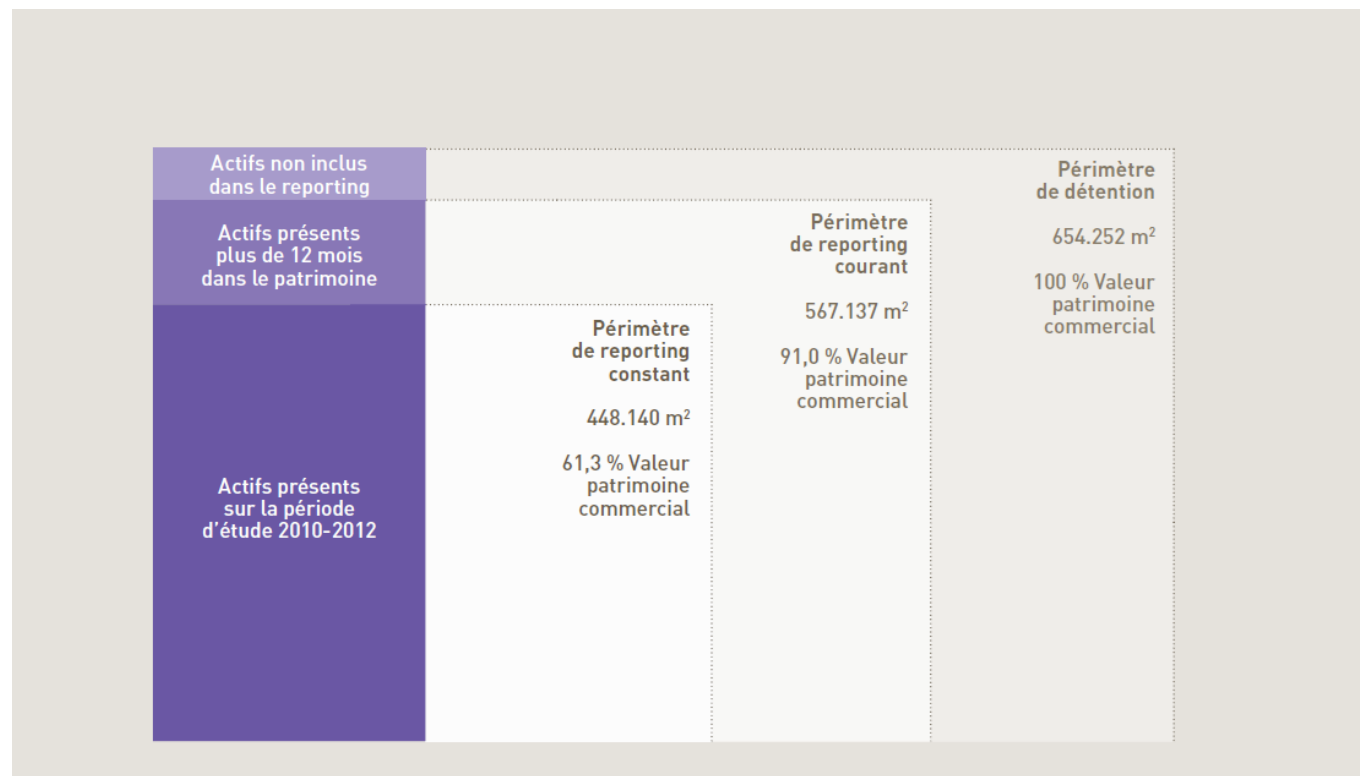 Actifs non inclus
dans le reporting
Actifs présents
plus de 12 mois
dans le patrimoine
Actifs présents
sur la période
d’étude 2010-2012
Périmètre
de reporting
constant
448.140 m²
61,3 % Valeur
patrimoine
commercial
Périmètre
de reporting
courant
567.137 m²
91,0 % Valeur
patrimoine
commercial
Périmètre
de détention
654.252 m²
100 % Valeur
patrimoine
commercial